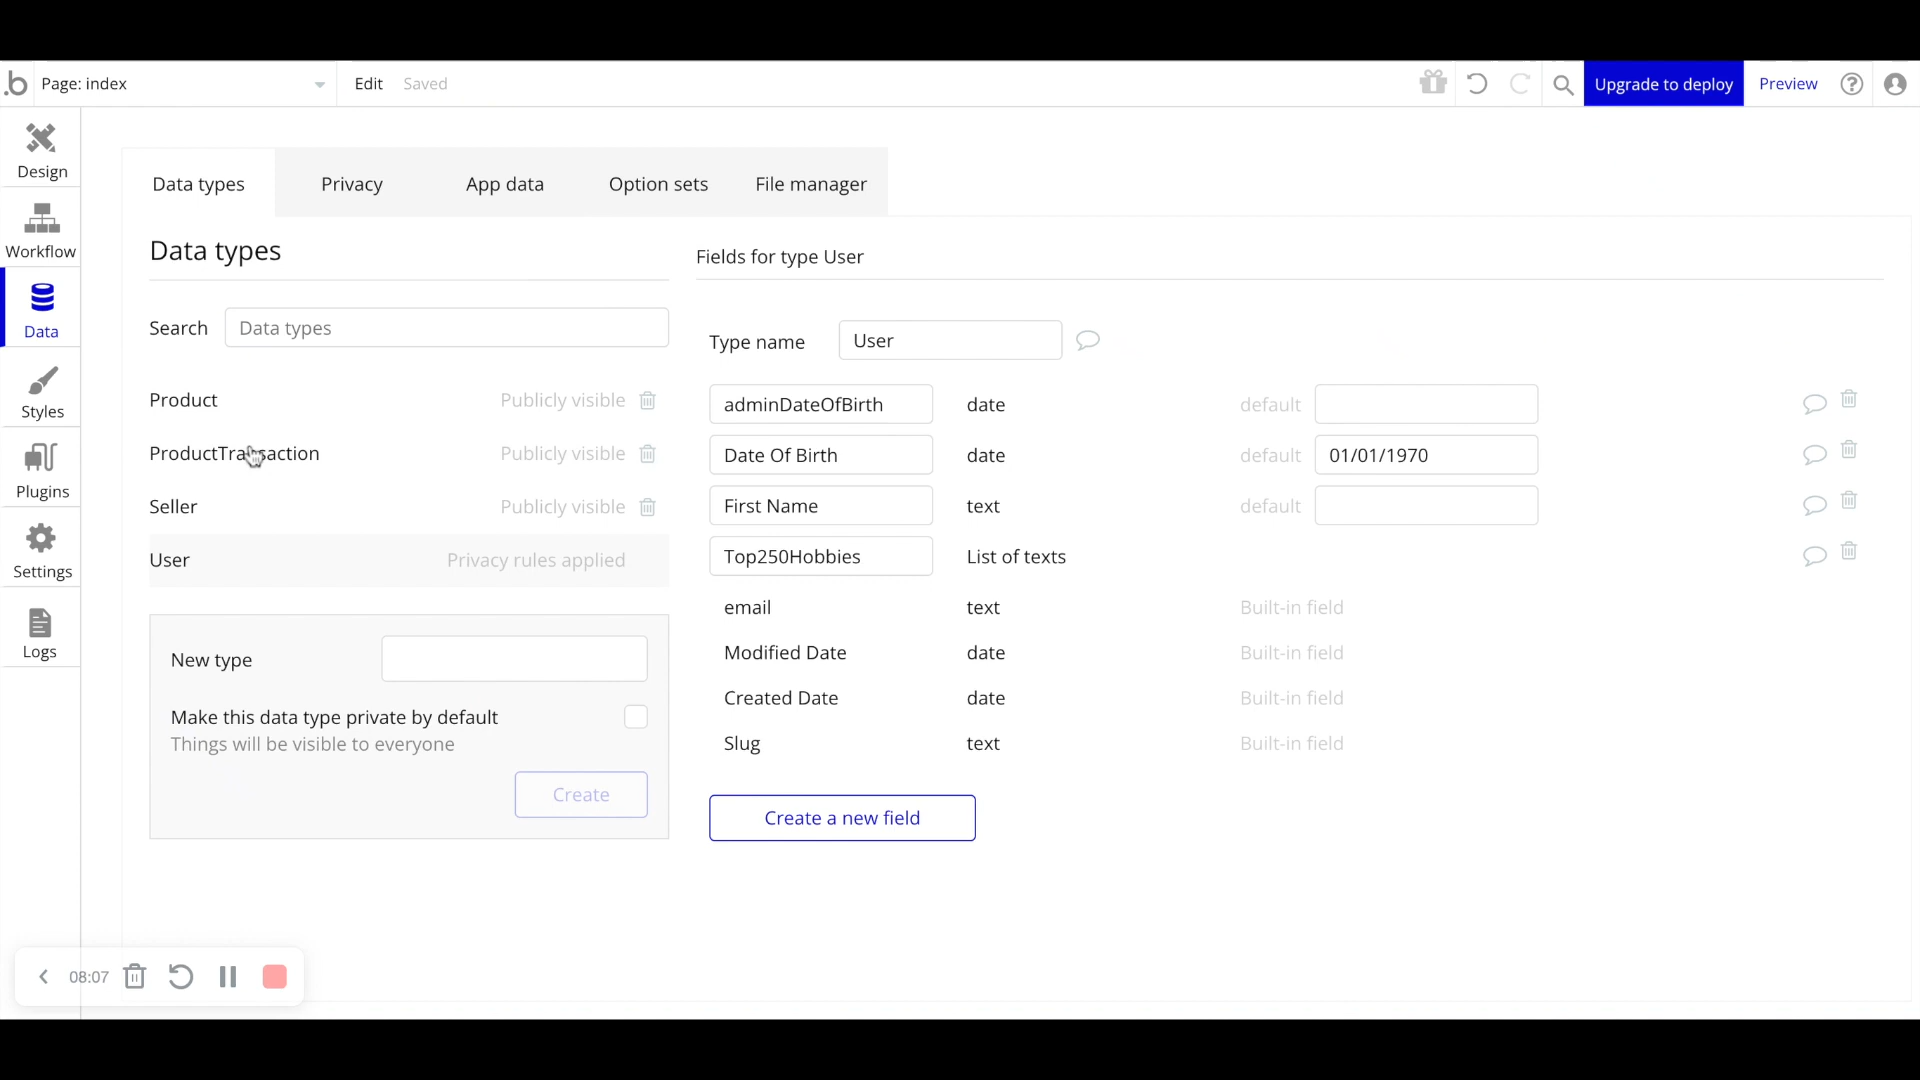 .b
Page: index
Edit Saved
Upgrade to deploy
Preview
Design
Workflow
Data
Styles
Plugins
Settings
Logs
Data types
Privacy
App data
Option sets
File manager
Data types
Search
Data types
Product Publicly visible
ProductTransaction Publicly visible
Seller Publicly visible
User Privacy rules applied
New type
Make this data type private by default
Things will be visible to everyone
Create
Fields for type User
Type name User
adminDateOfBirth date default
Date Of Birth date default 01/01/1970
First Name text default
Top250Hobbies List of texts
email text Built-in field
Modified Date date Built-in field
Created Date date Built-in field
Slug text Built-in field
Create a new field
08:07